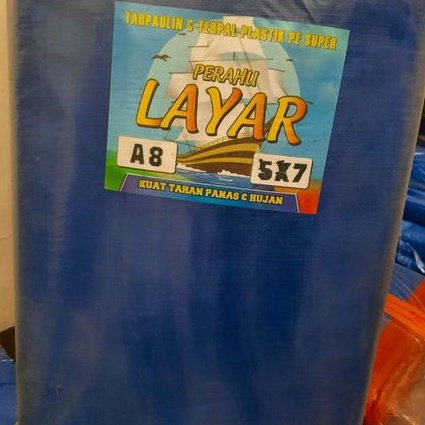 TARPAULIN & TERPAL PLASTIK PE SUPER
PERAHU
LAYAR
A8
5X7
KUAT TAHAN PANAS & HUJAN